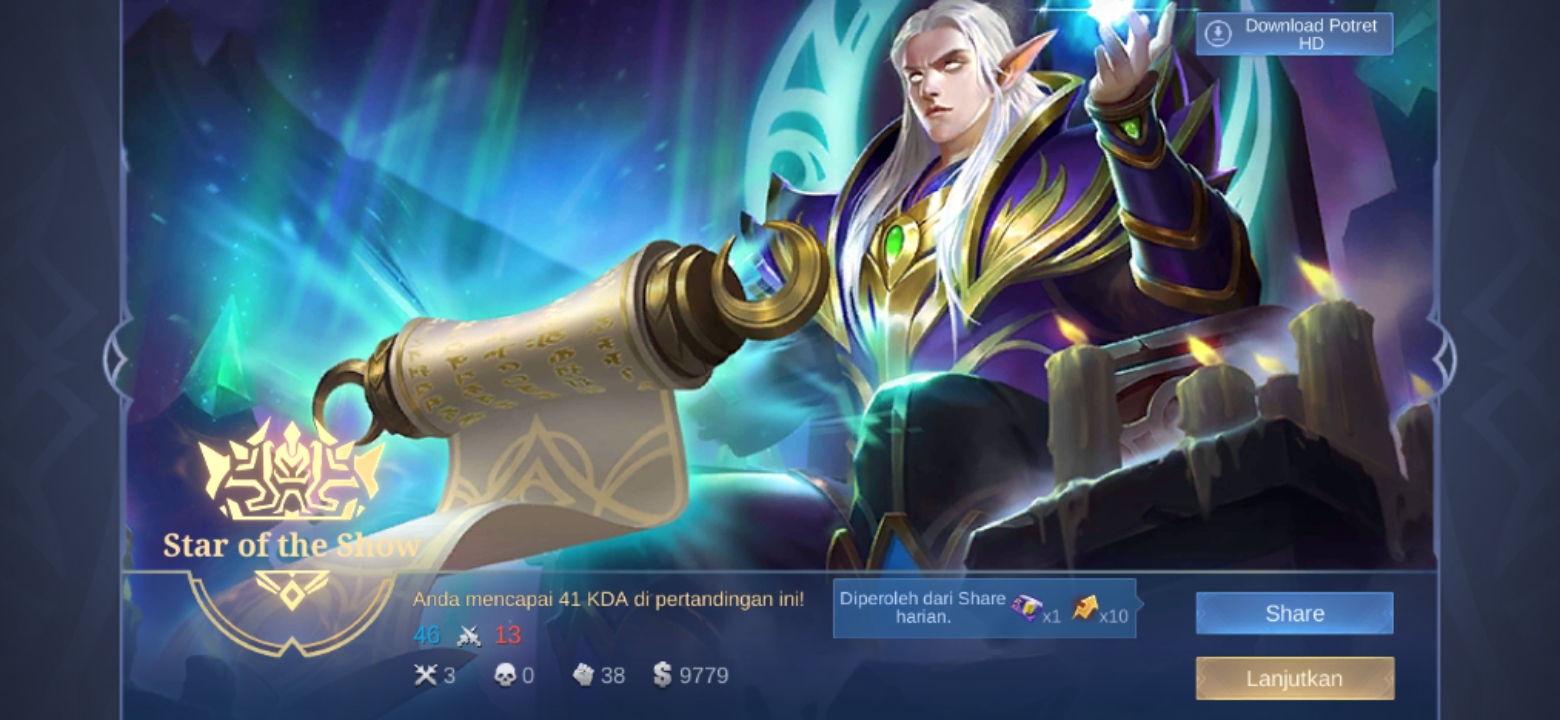 Download Potret
HD
Star of the Show
Anda mencapai 41 KDA di pertandingan ini!
46 13
3 0 38 $ 9779
Diperoleh dari Share
harian.
x1 x10
Share
Lanjutkan